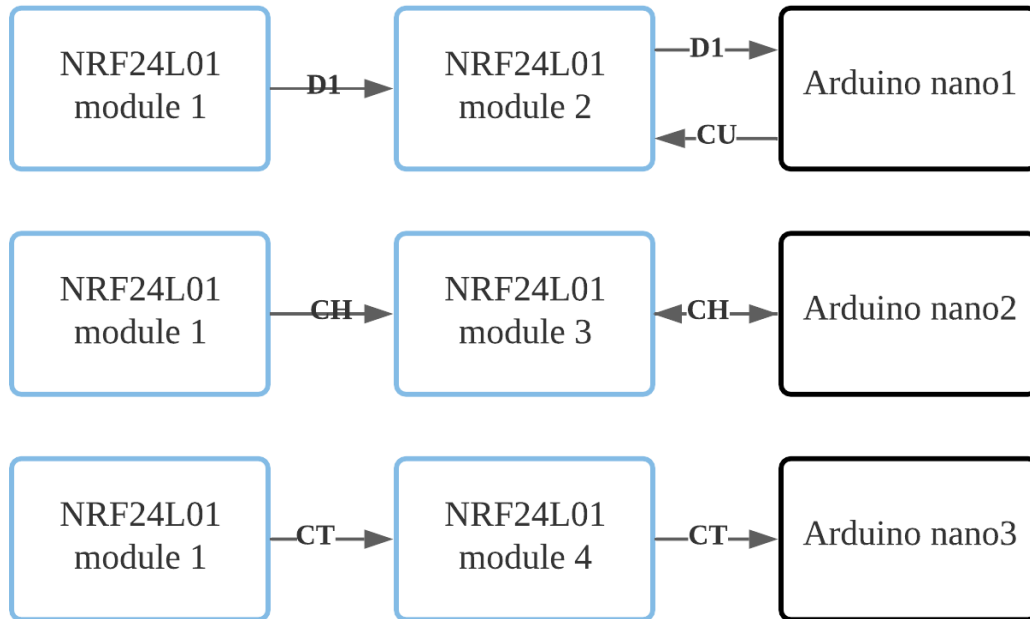 NRF24L01
module 1
D1
NRF24L01
module 2
D1
CU
Arduino nano1
NRF24L01
module 1
CH
NRF24L01
module 3
CH
Arduino nano2
NRF24L01
module 1
CT
NRF24L01
module 4
CT
Arduino nano3